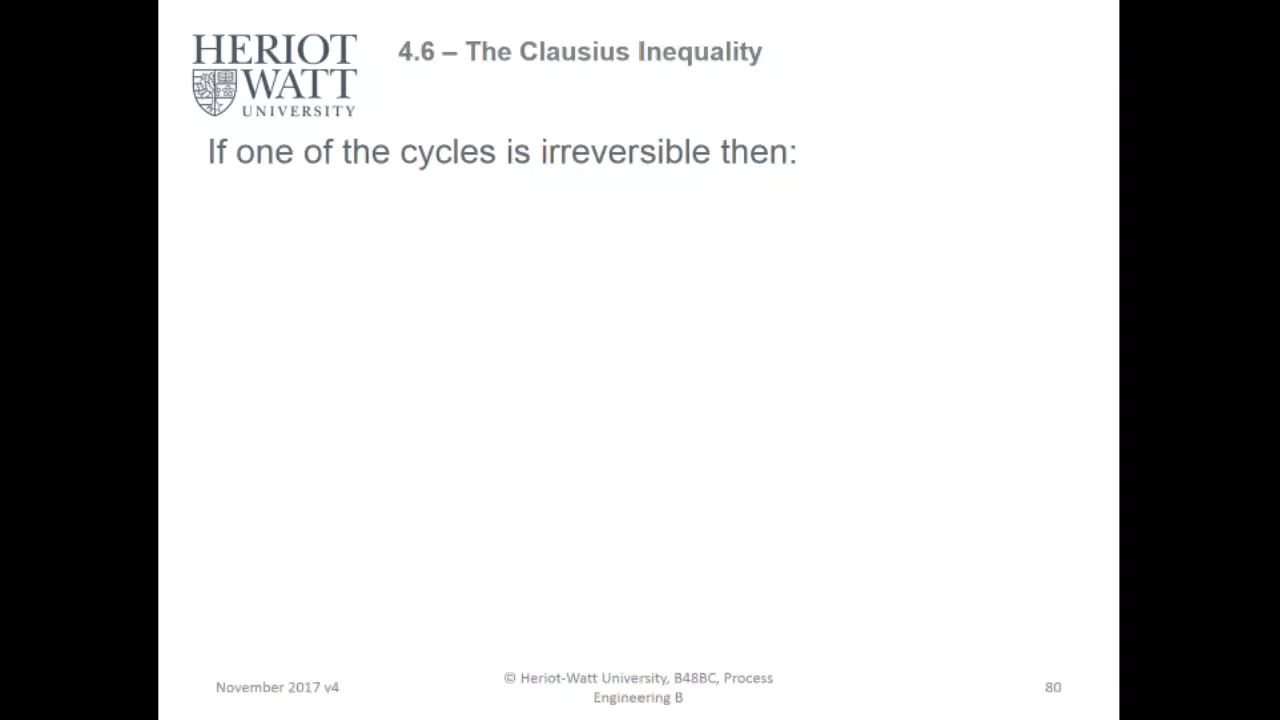 HERIOT
WATT
UNIVERSITY
4.6 – The Clausius Inequality
If one of the cycles is irreversible then:
November 2017 v4
© Heriot-Watt University, B48BC, Process
Engineering B
80